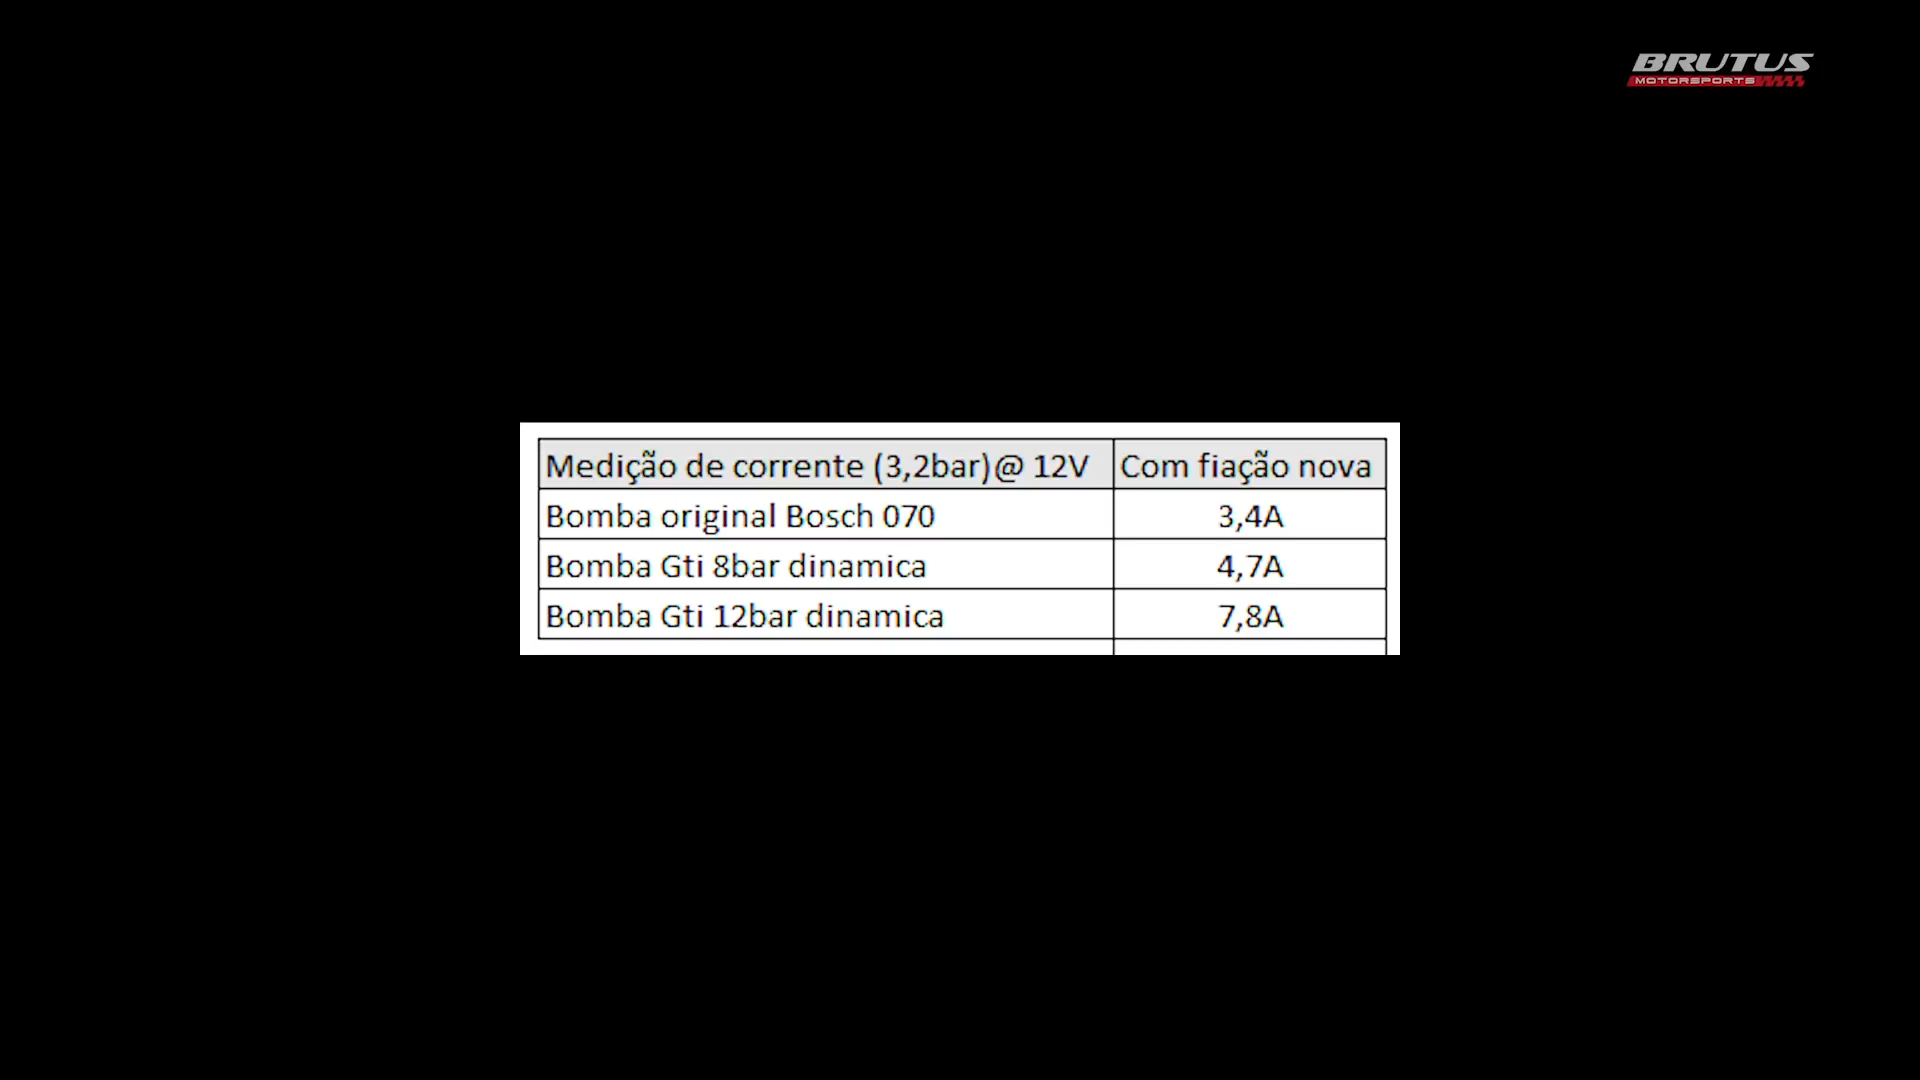 BRUTUS
MOTORSPORTS
Medição de corrente (3,2bar)@ 12V Com fiação nova
Bomba original Bosch 070 3,4A
Bomba Gti 8bar dinamica 4,7A
Bomba Gti 12bar dinamica 7,8A